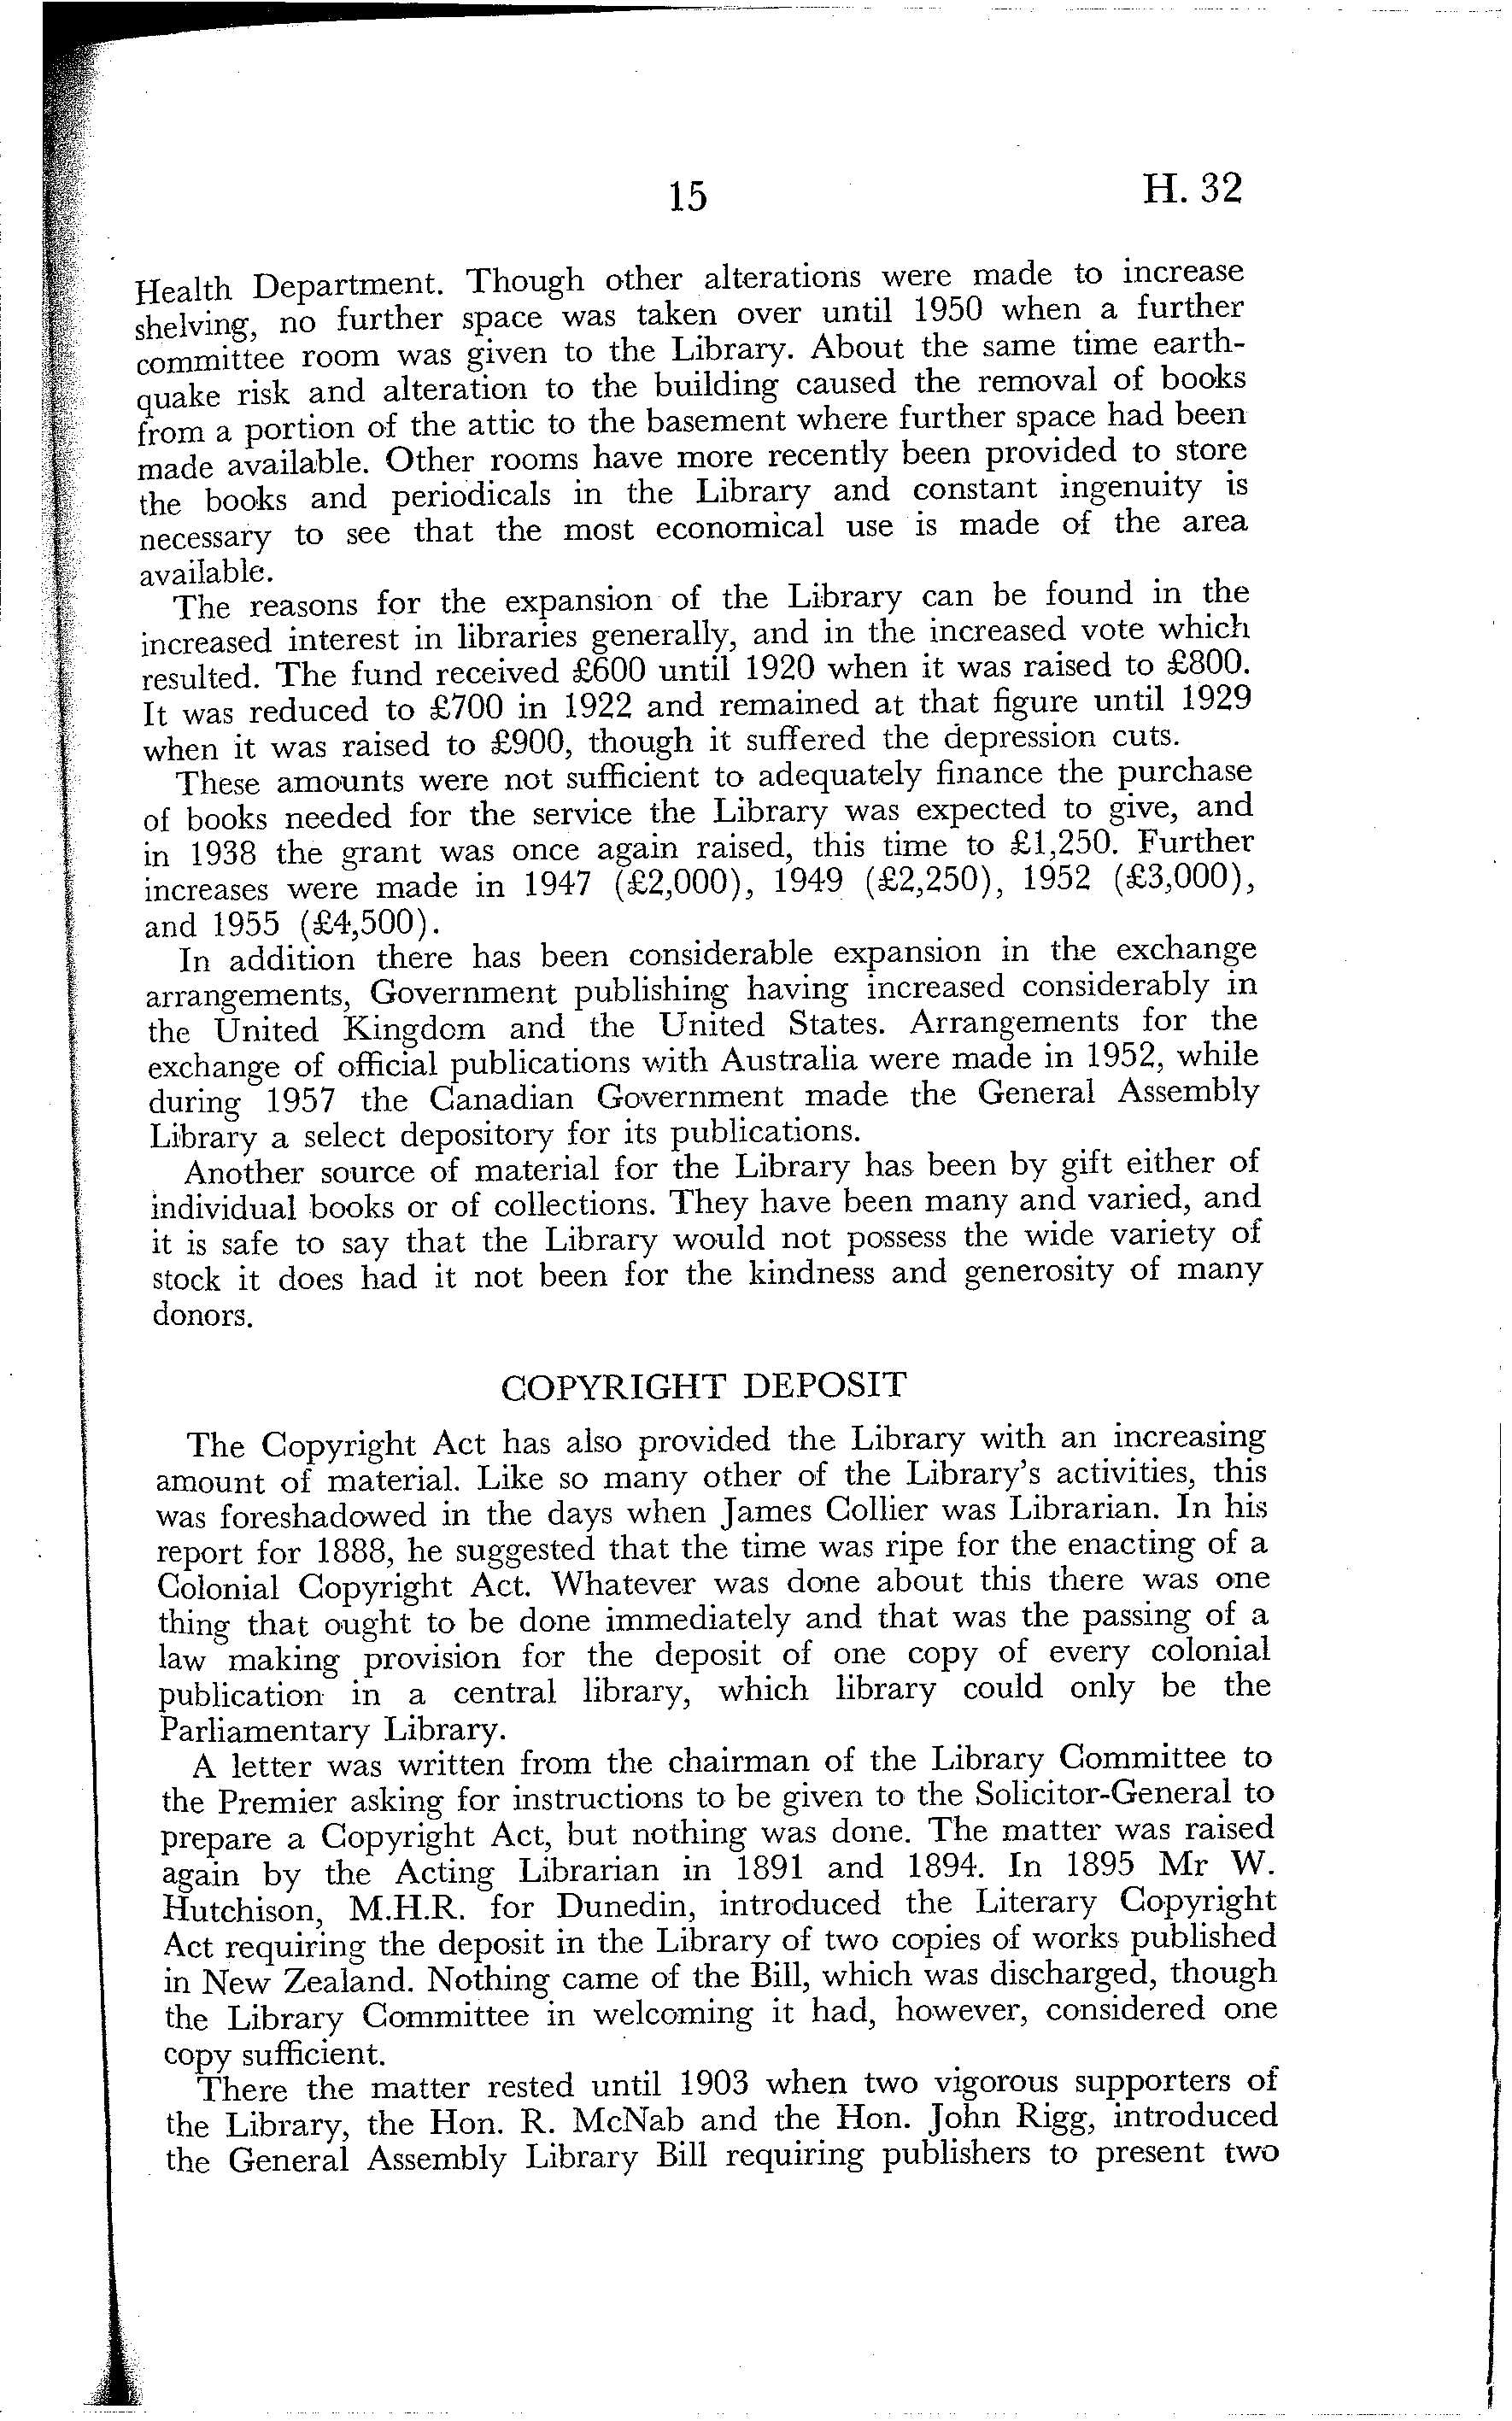 15 H. 32
Health Department. Though other alterations were made to increase
shelving, no further space was taken over until 1950 when a further
committee room was given to the Library. About the same time earth-
quake risk and alteration to the building caused the removal of books
from a portion of the attic to the basement where further space had been
made available. Other rooms have more recently been provided to store
the books and periodicals in the Library and constant ingenuity is
necessary to see that the most economical use is made of the area
available.
The reasons for the expansion of the Library can be found in the
increased interest in libraries generally, and in the increased vote which
resulted. The fund received £600 until 1920 when it was raised to £800.
It was reduced to £700 in 1922 and remained at that figure until 1929
when it was raised to £900, though it suffered the depression cuts.
These amounts were not sufficient to adequately finance the purchase
of books needed for the service the Library was expected to give, and
in 1938 the grant was once again raised, this time to £1,250. Further
increases were made in 1947 (£2,000), 1949 (£2,250), 1952 (£3,000),
and 1955 (£4,500).
In addition there has been considerable expansion in the exchange
arrangements, Government publishing having increased considerably in
the United Kingdom and the United States. Arrangements for the
exchange of official publications with Australia were made in 1952, while
during 1957 the Canadian Government made the General Assembly
Library a select depository for its publications.
Another source of material for the Library has been by gift either of
individual books or of collections. They have been many and varied, and
it is safe to say that the Library would not possess the wide variety of
stock it does had it not been for the kindness and generosity of many
donors.
COPYRIGHT DEPOSIT
The Copyright Act has also provided the Library with an increasing
amount of material. Like so many other of the Library's activities, this
was foreshadowed in the days when James Collier was Librarian. In his
report for 1888, he suggested that the time was ripe for the enacting of a
Colonial Copyright Act. Whatever was done about this there was one
thing that ought to be done immediately and that was the passing of a
law making provision for the deposit of one copy of every colonial
publication in a central library, which library could only be the
Parliamentary Library.
A letter was written from the chairman of the Library Committee to
the Premier asking for instructions to be given to the Solicitor-General to
prepare a Copyright Act, but nothing was done. The matter was raised
again by the Acting Librarian in 1891 and 1894. In 1895 Mr W.
Hutchison, M.H.R. for Dunedin, introduced the Literary Copyright
Act requiring the deposit in the Library of two copies of works published
in New Zealand. Nothing came of the Bill, which was discharged, though
the Library Committee in welcoming it had, however, considered one
copy sufficient.
There the matter rested until 1903 when two vigorous supporters of
the Library, the Hon. R. McNab and the Hon. John Rigg, introduced
the General Assembly Library Bill requiring publishers to present two